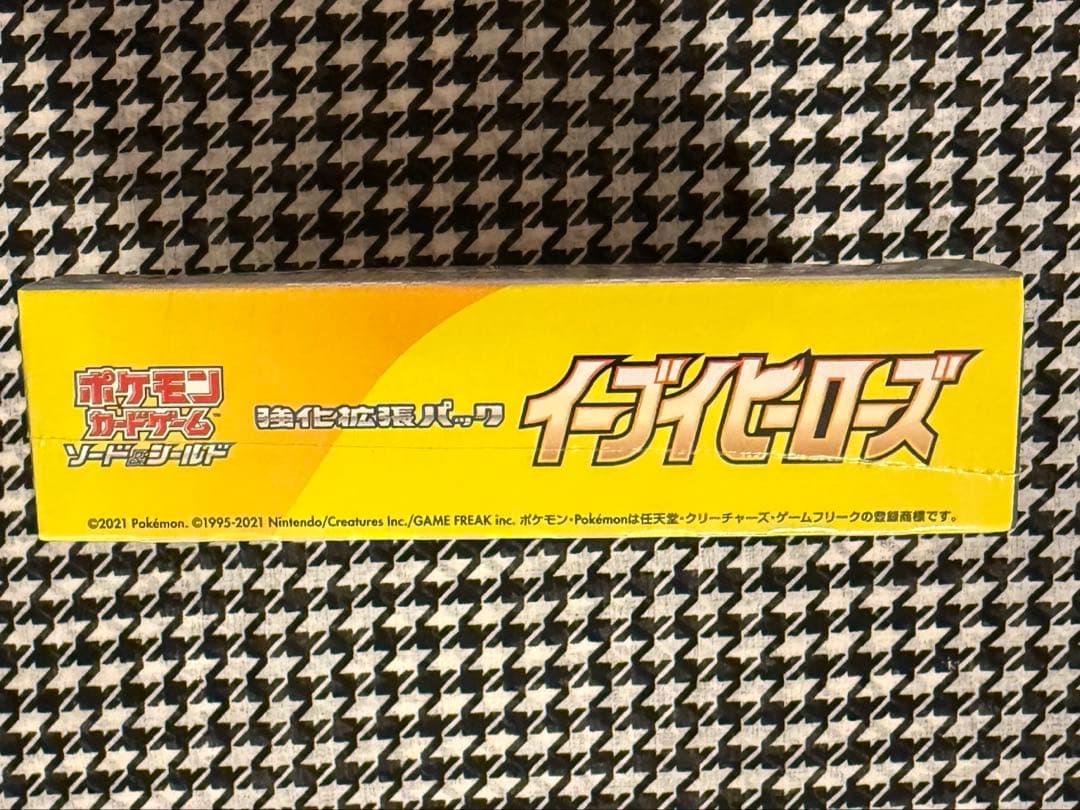 ポケモン
カードゲーム™
ソード&シールド
強化拡張パック
イーブイヒーローズ
©2021 Pokémon. ©1995-2021 Nintendo/Creatures Inc./GAME FREAK inc. ポケモン・Pokémonは任天堂・クリーチャーズ・ゲームフリークの登録商標です。